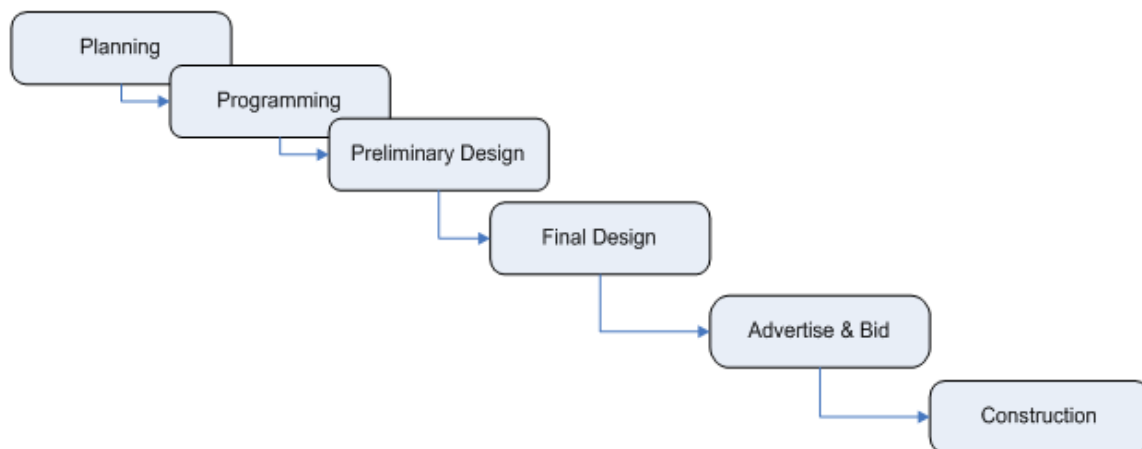 Planning
Programming
Preliminary Design
Final Design
Advertise & Bid
Construction